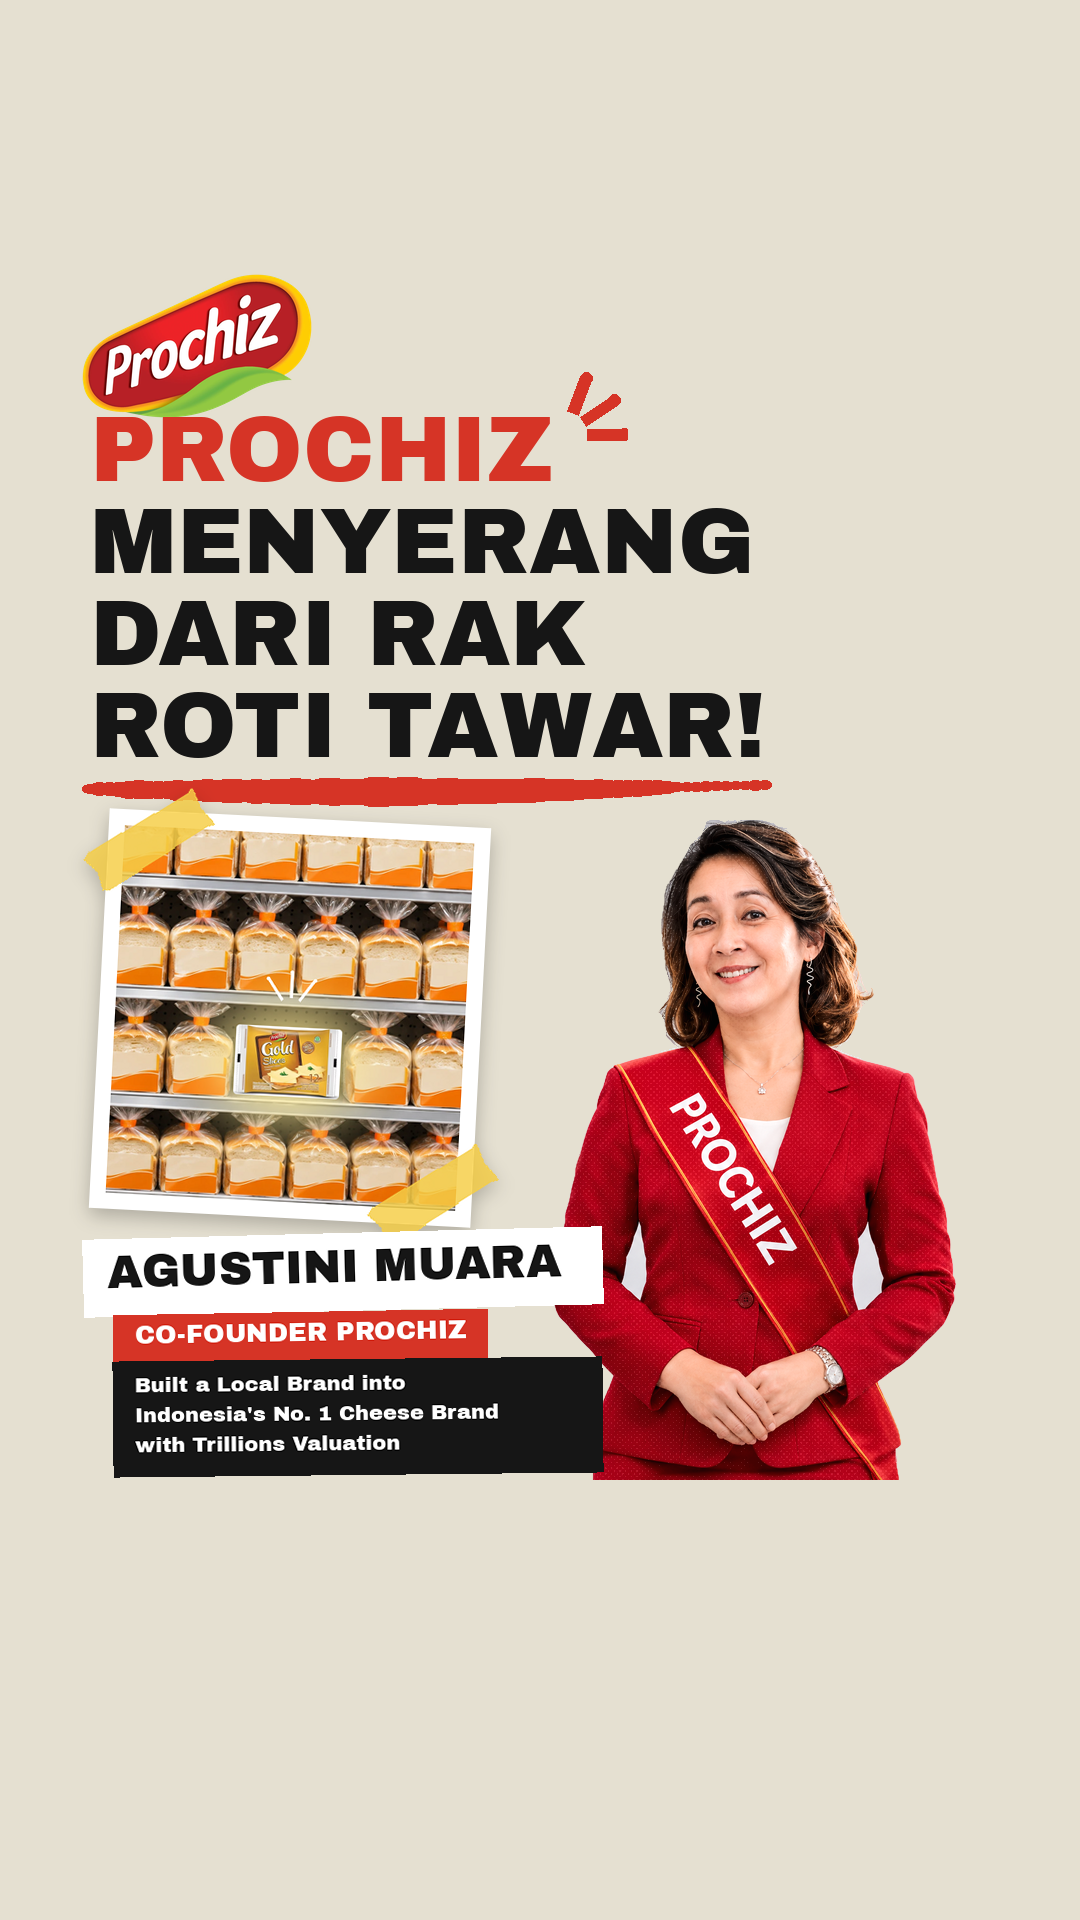 Prochiz
PROCHIZ
MENYERANG
DARI RAK
ROTI TAWAR!
Gold
PROCHIZ
AGUSTINI MUARA
CO-FOUNDER PROCHIZ
Built a Local Brand into
Indonesia's No. 1 Cheese Brand
with Trillions Valuation